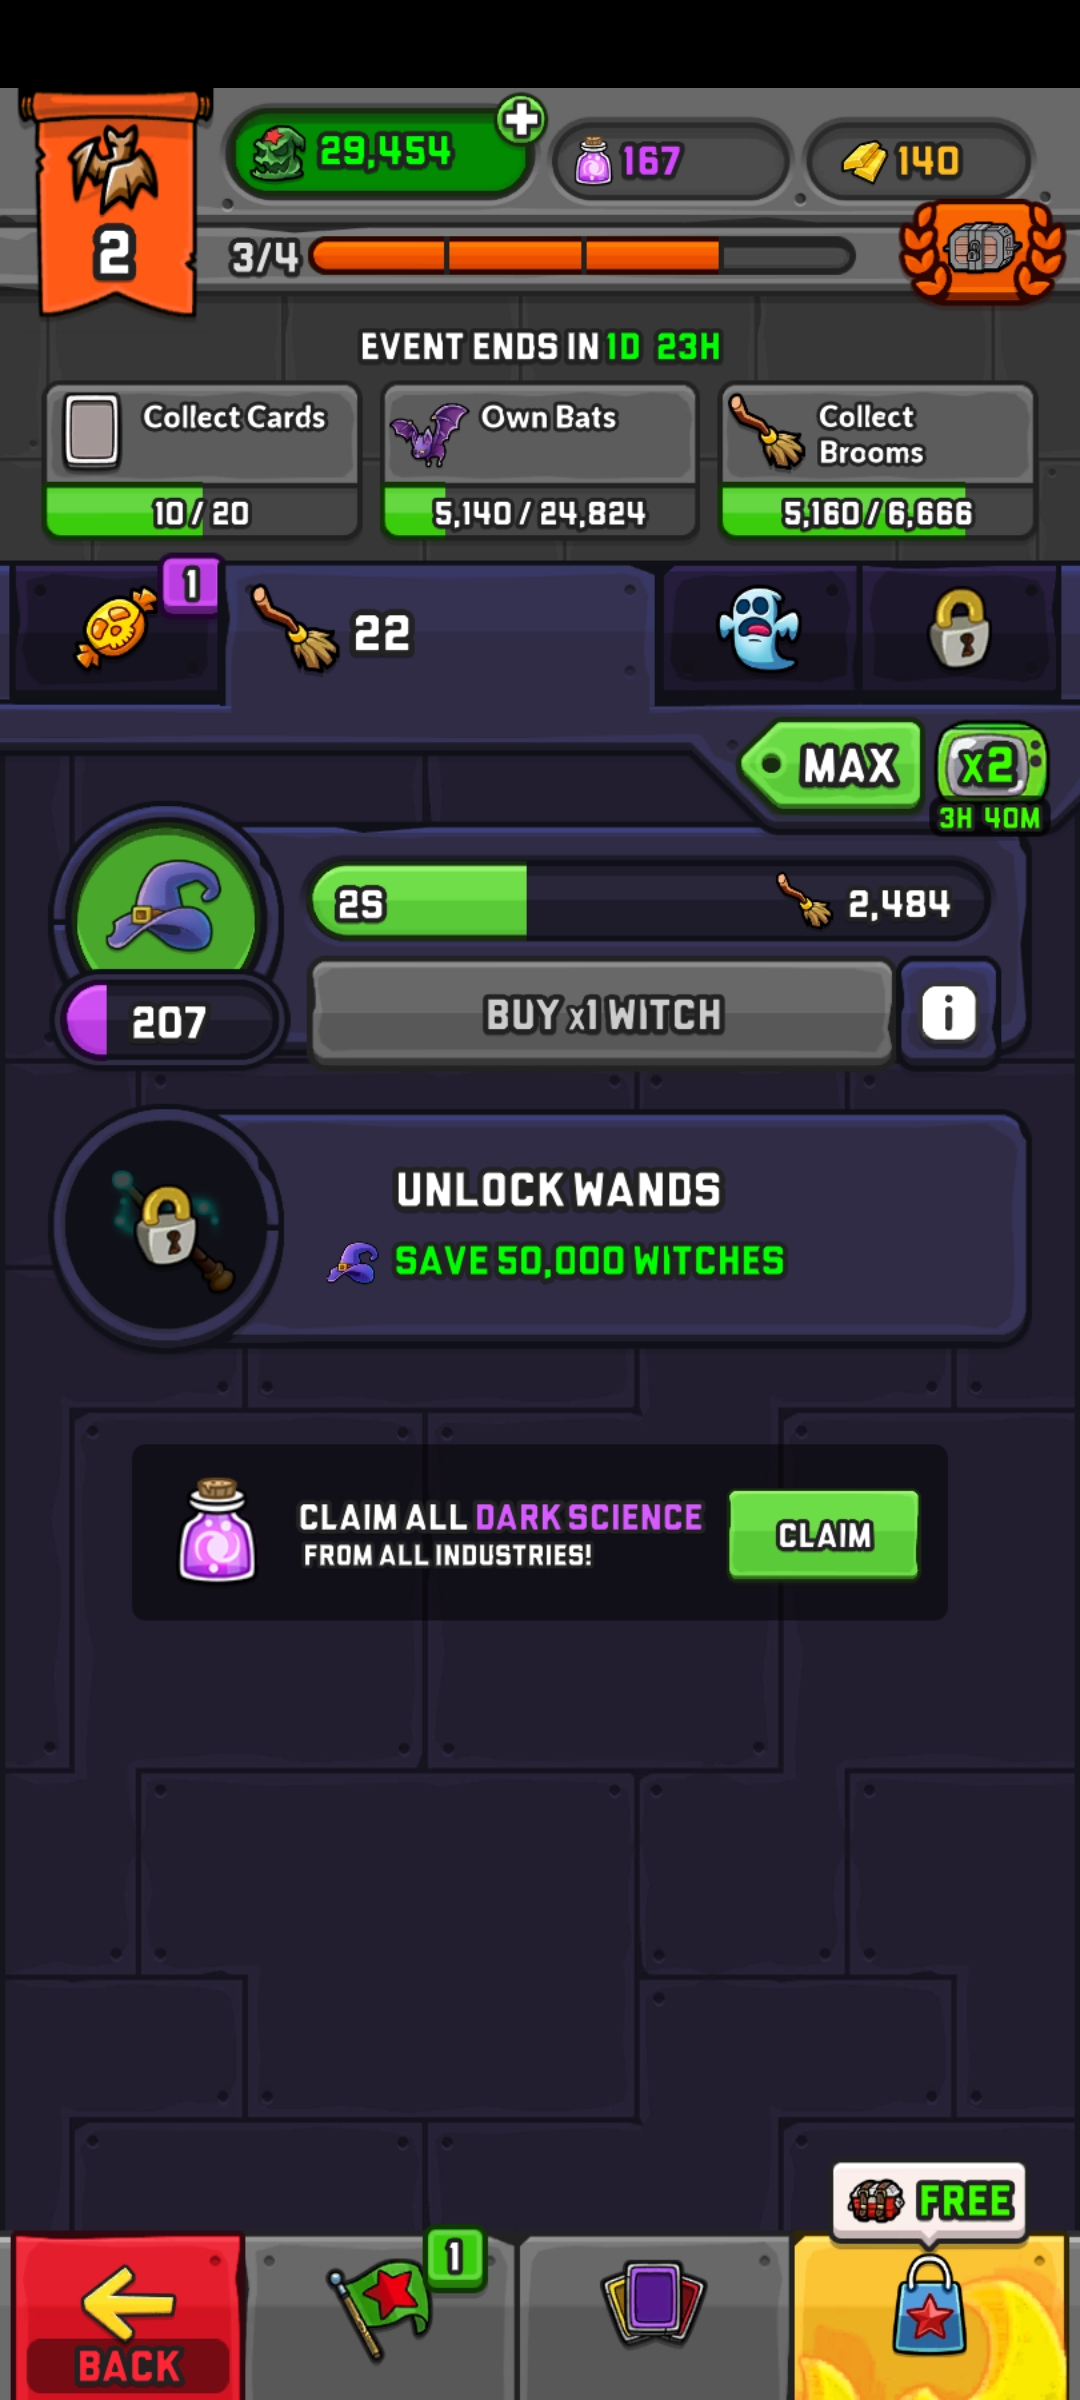 29,454
167
140
2
3/4
EVENT ENDS IN 1D 23H
Collect Cards
Own Bats
Collect
Brooms
10/20
5,140/24,824
5,160/6,666
1
22
MAX
x2
3H 40M
2S
2,484
207
BUY x1 WITCH
i
UNLOCK WANDS
SAVE 50,000 WITCHES
CLAIM ALL DARK SCIENCE
FROM ALL INDUSTRIES!
CLAIM
FREE
1
BACK